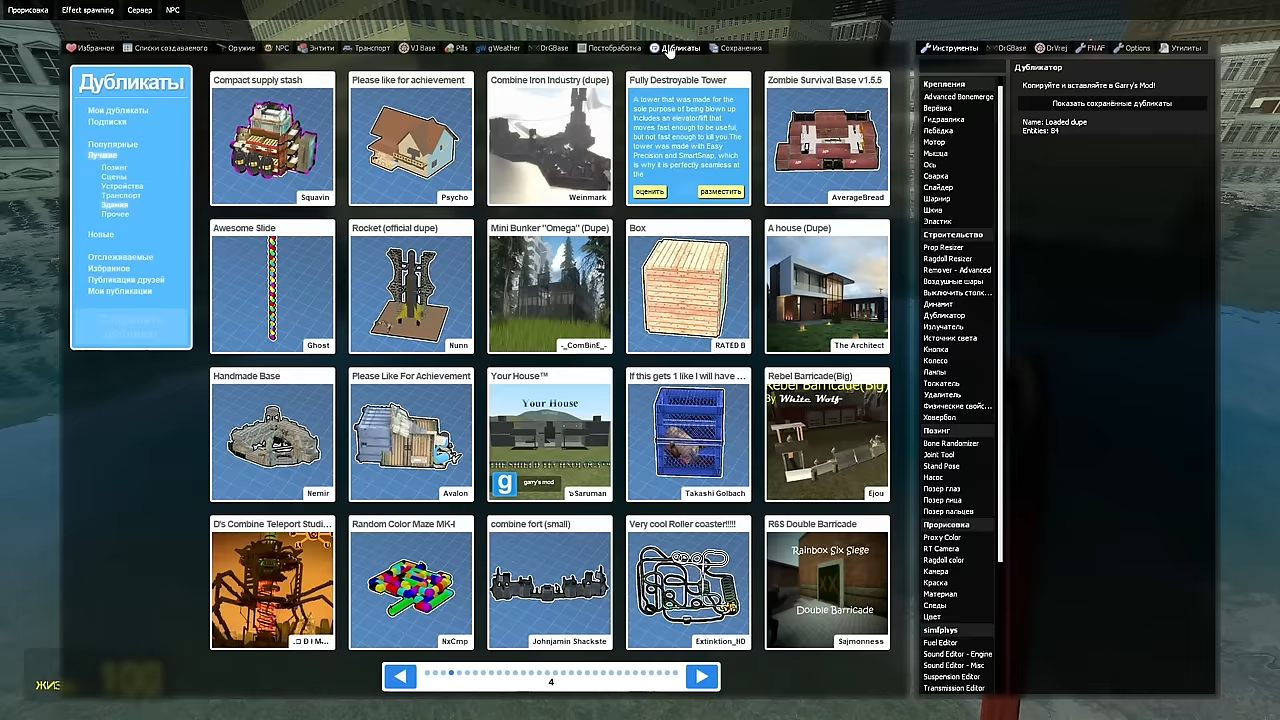 Прорисовка Effect spawning Сервер NPC
Избранное Списки создаваемого Оружие NPC Энтити Транспорт VJ Base Pills gWeather DrGBase Постобработка Дубликаты Сохранения
Инструменты DrGBase DrVrej FNAF Options Утилиты
Дубликаты
Мои дубликаты
Подписки
Популярные
Лучшие
Позинг
Сцены
Устройства
Транспорт
Здания
Прочее
Новые
Отслеживаемые
Избранное
Публикации друзей
Мои публикации
Compact supply stash
Squavin
Please like for achievement
Psycho
Combine Iron Industry (dupe)
Weinmark
Fully Destroyable Tower
A tower that was made for the
sole purpose of being blown up
Includes an elevator/lift that
moves fast enough to be useful,
but not fast enough to kill you.The
tower was made with Easy
Precision and SmartSnap, which
is why it is perfectly seamless at
the
оценить разместить
Zombie Survival Base v1.5.5
AverageBread
Awesome Slide
Ghost
Rocket (official dupe)
Nunn
Mini Bunker "Omega" (Dupe)
-_ComBinE_-
Box
RATED B
A house (Dupe)
The Architect
Handmade Base
Nemir
Please Like For Achievement
Avalon
Your House™
Your House
g garry's mod
Saruman
If this gets 1 like I will have ...
Takashi Golbach
Rebel Barricade(Big)
Rebel Barricade(Big)
By White Wolf
Ejou
D's Combine Teleport Studi...
Random Color Maze MK-I
NxCmp
combine fort (small)
Johnjamin Shackste
Very cool Roller coaster!!!!!
Extinktion_HD
R6S Double Barricade
Rainbox Six Siege
Double Barricade
Sajmonness
4
Крепления
Advanced Bonemerge
Верёвка
Гидравлика
Лебёдка
Мотор
Мышца
Ось
Сварка
Слайдер
Шарнир
Шкив
Эластик
Строительство
Prop Resizer
Ragdoll Resizer
Remover - Advanced
Воздушные шары
Выключить столк...
Динамит
Дубликатор
Излучатель
Источник света
Кнопка
Колесо
Лампы
Толкатель
Удалитель
Физические свойс...
Ховербол
Позинг
Bone Randomizer
Joint Tool
Stand Pose
Насос
Позер глаз
Позер лица
Позер пальцев
Прорисовка
Proxy Color
RT Camera
Ragdoll color
Камера
Краска
Материал
Следы
Цвет
simfphys
Fuel Editor
Sound Editor - Engine
Sound Editor - Misc
Suspension Editor
Transmission Editor
Дубликатор
Копируйте и вставляйте в Garry's Mod!
Показать сохранённые дубликаты
Name: Loaded dupe
Entities: 84